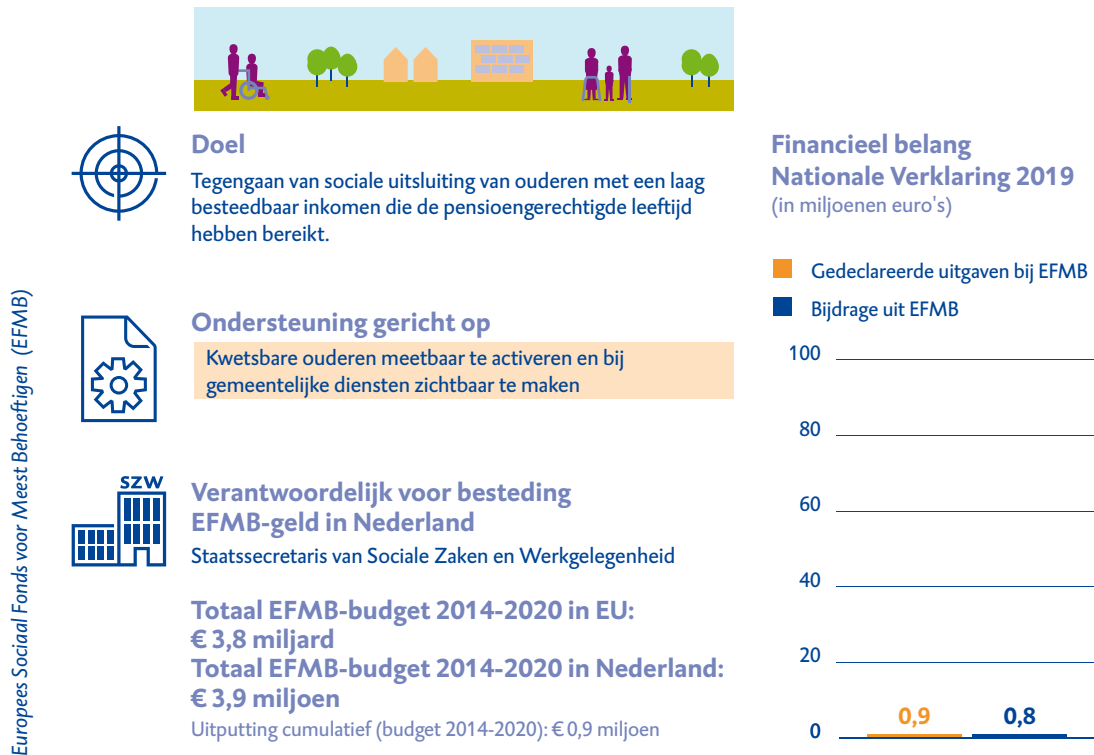 Europees Sociaal Fonds voor Meest Behoeftigen (EFMB)
Doel
Tegengaan van sociale uitsluiting van ouderen met een laag
besteedbaar inkomen die de pensioengerechtigde leeftijd
hebben bereikt.
Ondersteuning gericht op
Kwetsbare ouderen meetbaar te activeren en bij
gemeentelijke diensten zichtbaar te maken
SZW
Verantwoordelijk voor besteding
EFMB-geld in Nederland
Staatssecretaris van Sociale Zaken en Werkgelegenheid
Totaal EFMB-budget 2014-2020 in EU:
€ 3,8 miljard
Totaal EFMB-budget 2014-2020 in Nederland:
€ 3,9 miljoen
Uitputting cumulatief (budget 2014-2020): € 0,9 miljoen
Financieel belang
Nationale Verklaring 2019
(in miljoenen euro's)
Gedeclareerde uitgaven bij EFMB
Bijdrage uit EFMB
100
80
60
40
20
0
0,9
0,8